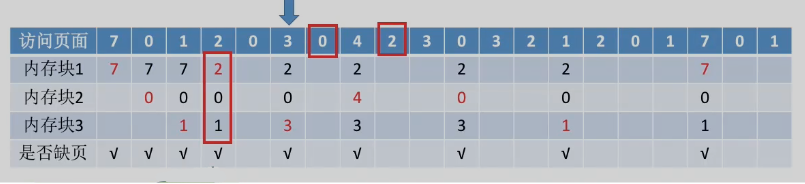 访问页面 7 0 1 2 0 3 0 4 2 3 0 3 2 1 2 0 1 7 0 1
内存块1 7 7 7 2 2 2 2 2 7
内存块2 0 0 0 0 4 0 0 0
内存块3 1 1 3 3 3 1 1
是否缺页 √ √ √ √ √ √ √ √ √